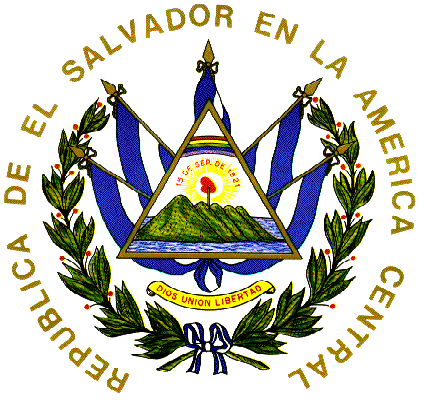 REPUBLICA DE EL SALVADOR EN LA AMERICA CENTRAL
15 DE SEP. DE 1821
DIOS UNION LIBERTAD